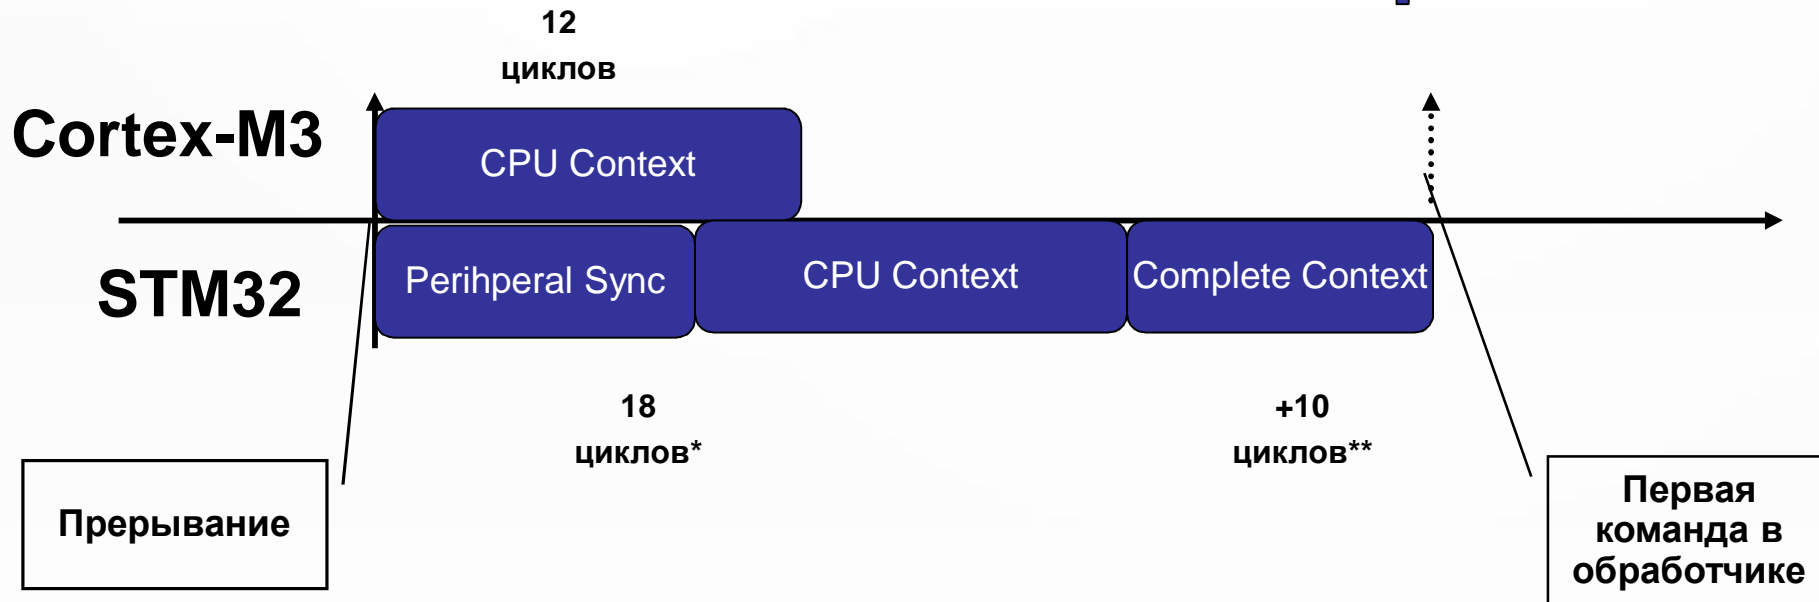 12
циклов
Cortex-M3
CPU Context
STM32
Perihperal Sync
CPU Context
Complete Context
18
циклов*
+10
циклов**
Прерывание
Первая
команда в
обработчике